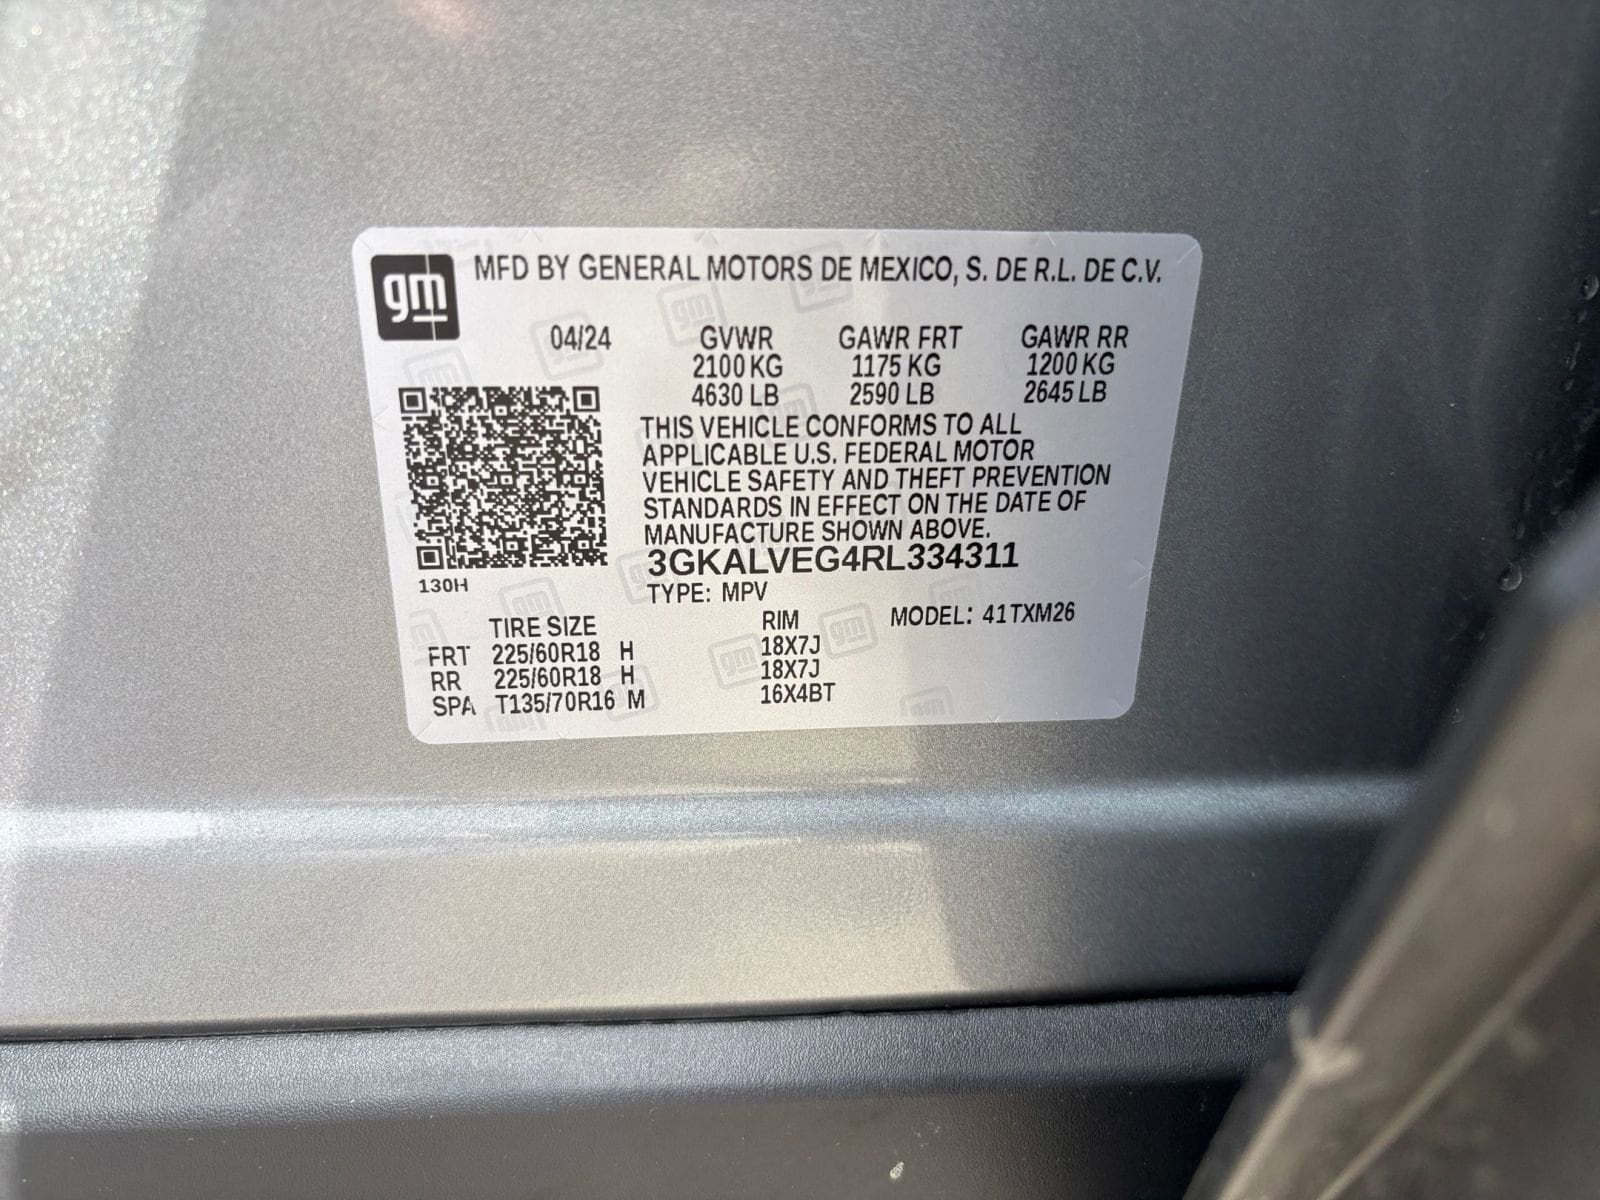 gm MFD BY GENERAL MOTORS DE MEXICO, S. DE R.L. DE C.V.
04/24 GVWR GAWR FRT GAWR RR
2100 KG 1175 KG 1200 KG
4630 LB 2590 LB 2645 LB
THIS VEHICLE CONFORMS TO ALL
APPLICABLE U.S. FEDERAL MOTOR
VEHICLE SAFETY AND THEFT PREVENTION
STANDARDS IN EFFECT ON THE DATE OF
MANUFACTURE SHOWN ABOVE.
3GKALVEG4RL334311
130H
TYPE: MPV
TIRE SIZE RIM MODEL: 41TXM26
FRT 225/60R18 H 18X7J
RR 225/60R18 H 18X7J
SPA T135/70R16 M 16X4BT